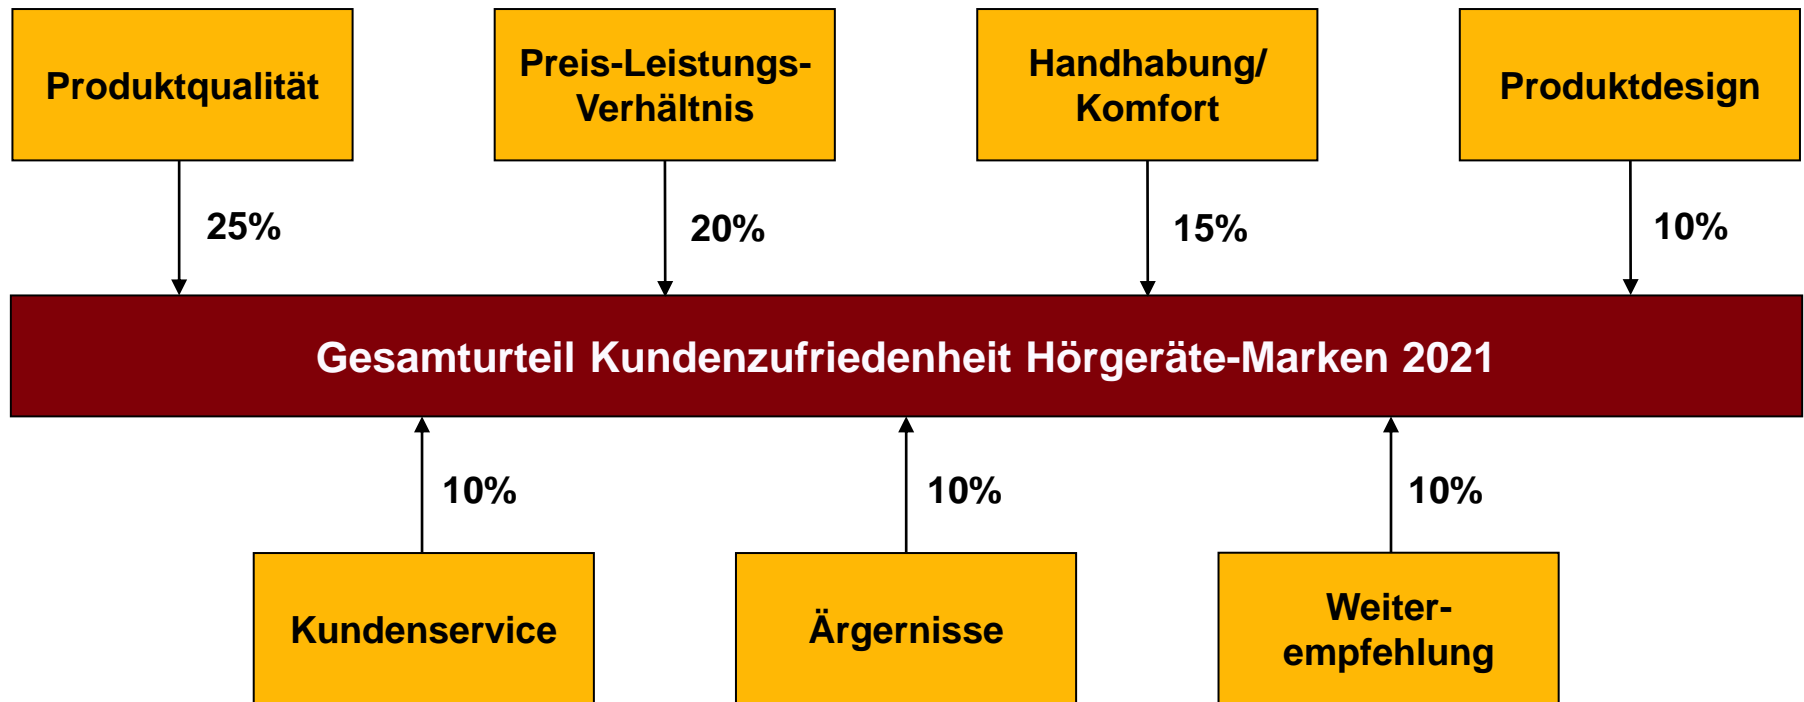 Produktqualität
Preis-Leistungs-
Verhältnis
Handhabung/
Komfort
Produktdesign
25%
20%
15%
10%
Gesamturteil Kundenzufriedenheit Hörgeräte-Marken 2021
10%
10%
10%
Kundenservice
Ärgernisse
Weiter-
empfehlung